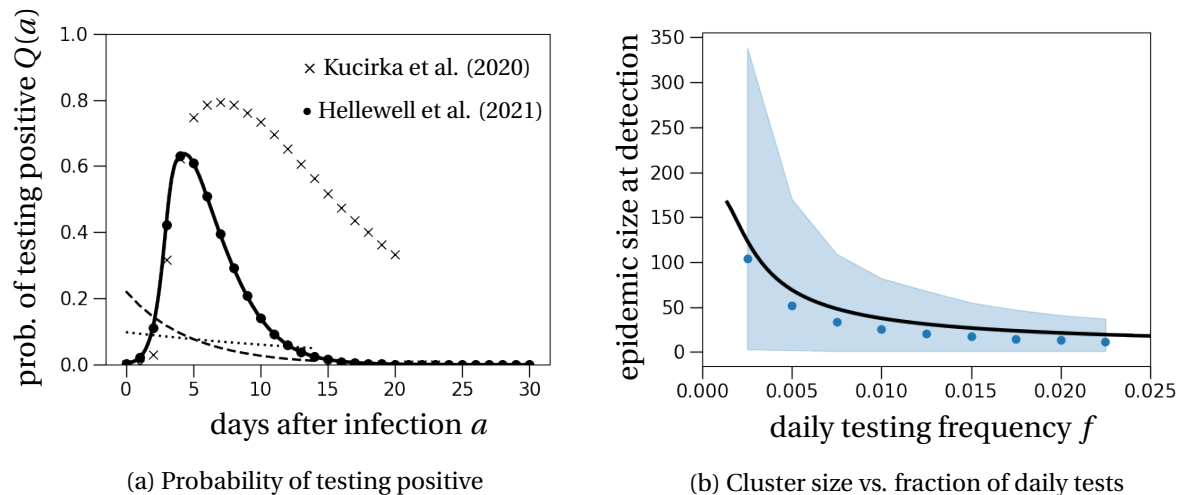 prob. of testing positive Q(a)
1.0
0.8
0.6
0.4
0.2
0.0
× Kucirka et al. (2020)
• Hellewell et al. (2021)
0 5 10 15 20 25 30
days after infection a
(a) Probability of testing positive
epidemic size at detection
350
300
250
200
150
100
50
0
0.000 0.005 0.010 0.015 0.020 0.025
daily testing frequency f
(b) Cluster size vs. fraction of daily tests